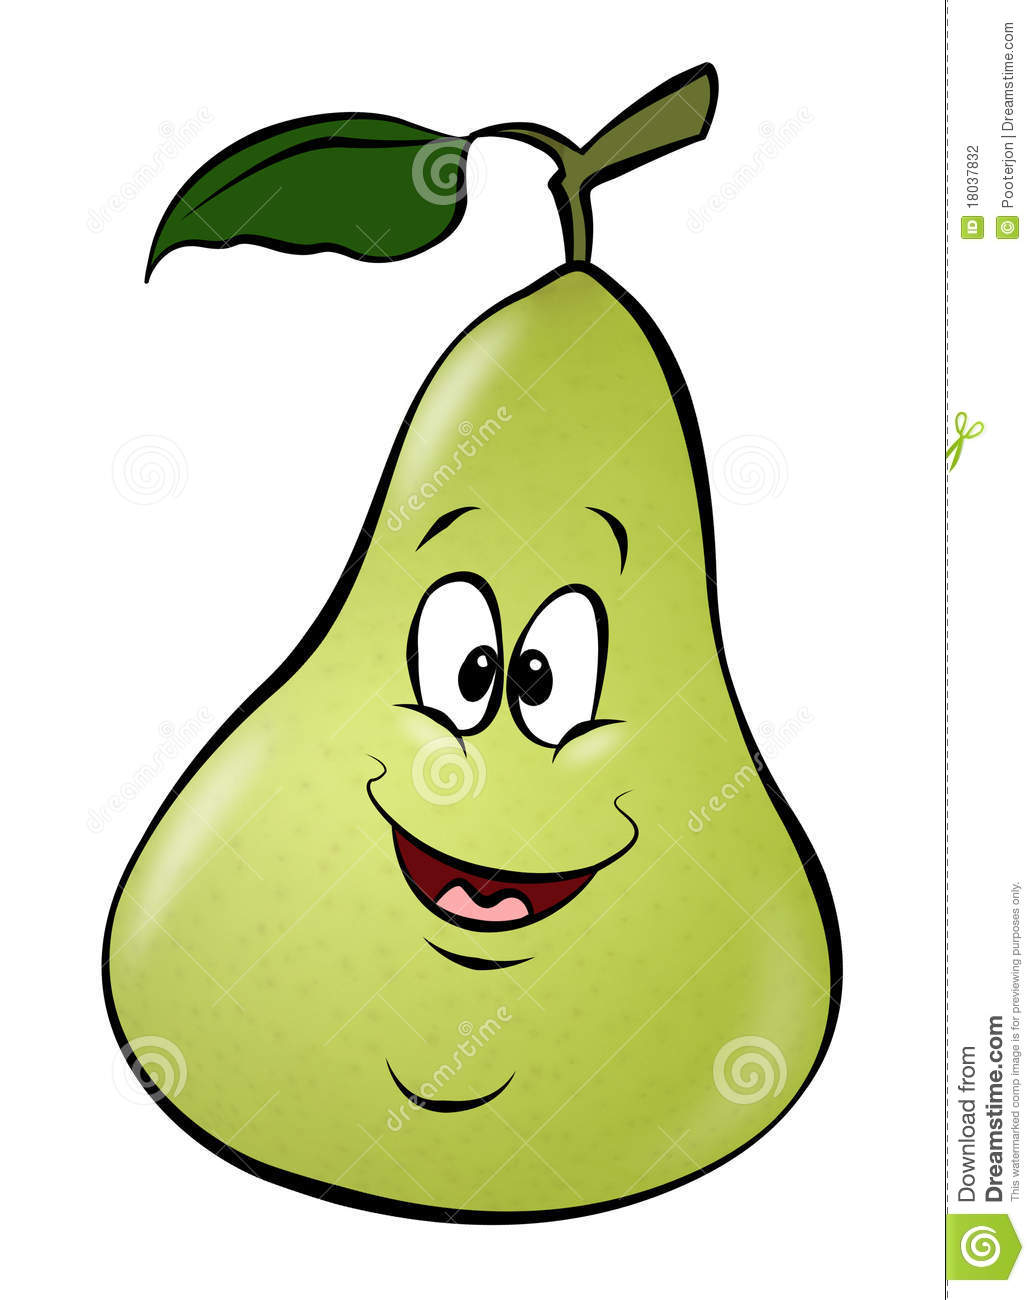 dreamstime
dreamstime
dreamstime
dreamstime
dreamstime
dreamstime
18037832
ID
Pooterjon | Dreamstime.com
©
Download from
Dreamstime.com
This watermarked comp image is for previewing purposes only.